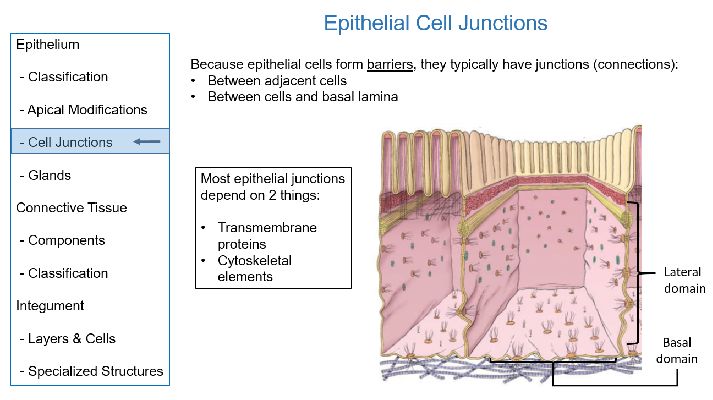 Epithelial Cell Junctions
Epithelium
- Classification
- Apical Modifications
- Cell Junctions
- Glands
Connective Tissue
- Components
- Classification
Integument
- Layers & Cells
- Specialized Structures
Because epithelial cells form barriers, they typically have junctions (connections):
• Between adjacent cells
• Between cells and basal lamina
Most epithelial junctions
depend on 2 things:
• Transmembrane
proteins
• Cytoskeletal
elements
Lateral
domain
Basal
domain